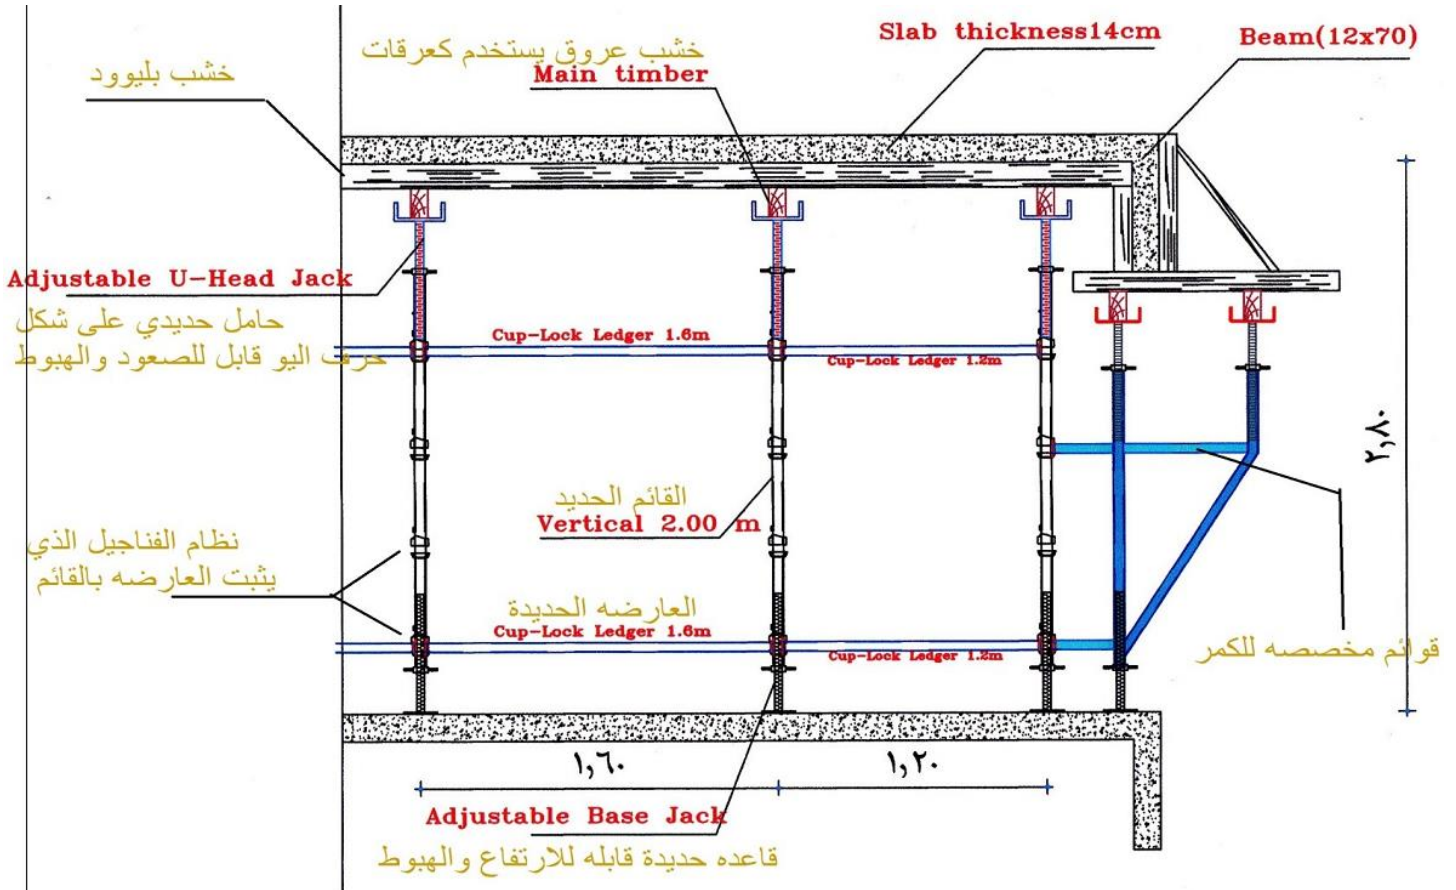 Slab thickness14cm
Beam(12x70)
خشب عروق يستخدم كعرقات
Main timber
خشب بليوود
Adjustable U-Head Jack
حامل حديدي على شكل
حرف اليو قابل للصعود والهبوط
Cup-Lock Ledger 1.6m
Cup-Lock Ledger 1.2m
٢,٨٠
القائم الحديد
Vertical 2.00 m
نظام الفناجيل الذي
يثبت العارضه بالقائم
العارضه الحديدة
Cup-Lock Ledger 1.6m
Cup-Lock Ledger 1.2m
قوائم مخصصه للكمر
١,٦٠
١,٢٠
Adjustable Base Jack
قاعده حديدة قابله للارتفاع والهبوط